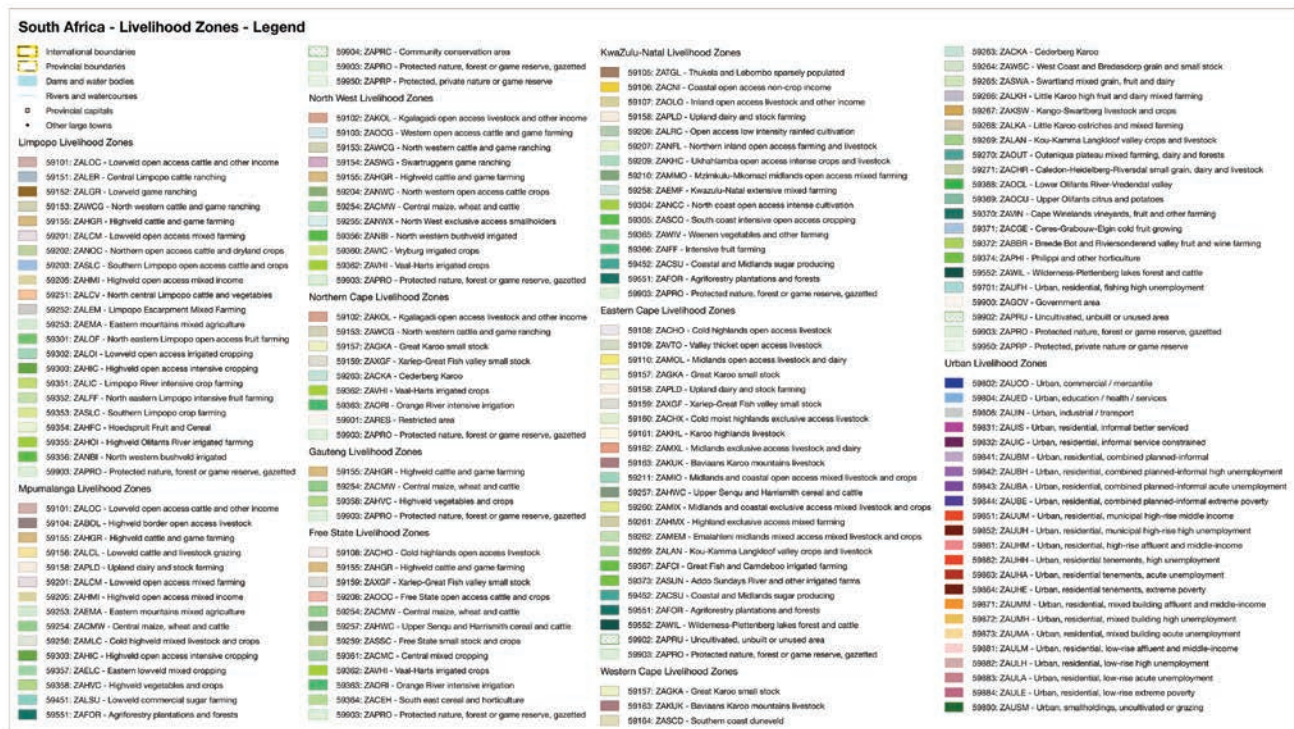 South Africa - Livelihood Zones - Legend
International boundaries
Provincial boundaries
Dams and water bodies
Rivers and watercourses
Provincial capitals
Other large towns
Limpopo Livelihood Zones
59101: ZALOC - Lowveld open access cattle and other income
59151: ZALER - Central Limpopo cattle ranching
59152: ZALGR - Lowveld game ranching
59153: ZAWCG - North western cattle and game ranching
59155: ZAHGR - Highveld cattle and game farming
59201: ZALCM - Lowveld open access mixed farming
59202: ZANOC - Northern open access cattle and dryland crops
59203: ZASLC - Southern Limpopo open access cattle and crops
59205: ZAHMI - Highveld open access mixed income
59251: ZALCV - North central Limpopo cattle and vegetables
59252: ZALEM - Limpopo Escarpment Mixed Farming
59253: ZAEMA - Eastern mountains mixed agriculture
59301: ZALOF - North eastern Limpopo open access fruit farming
59302: ZALOI - Lowveld open access irrigated cropping
59303: ZAHIC - Highveld open access intensive cropping
59351: ZALIC - Limpopo River intensive crop farming
59352: ZALFF - North eastern Limpopo intensive fruit farming
59353: ZASLC - Southern Limpopo crop farming
59354: ZAHFC - Hoedspruit Fruit and Cereal
59355: ZAHOI - Highveld Olifants River irrigated farming
59356: ZANBI - North western bushveld irrigated
59903: ZAPRO - Protected nature, forest or game reserve, gazetted
Mpumalanga Livelihood Zones
59101: ZALOC - Lowveld open access cattle and other income
59104: ZABOL - Highveld border open access livestock
59155: ZAHGR - Highveld cattle and game farming
59156: ZALCL - Lowveld cattle and livestock grazing
59158: ZAPLD - Upland dairy and stock farming
59201: ZALCM - Lowveld open access mixed farming
59205: ZAHMI - Highveld open access mixed income
59253: ZAEMA - Eastern mountains mixed agriculture
59254: ZACMW - Central maize, wheat and cattle
59256: ZAMLC - Cold highveld mixed livestock and crops
59303: ZAHIC - Highveld open access intensive cropping
59357: ZAELC - Eastern lowveld mixed cropping
59358: ZAHVC - Highveld vegetables and crops
59451: ZALSU - Lowveld commercial sugar farming
59551: ZAFOR - Agriforestry plantations and forests
59904: ZAPRC - Community conservation area
59903: ZAPRO - Protected nature, forest or game reserve, gazetted
59950: ZAPRP - Protected, private nature or game reserve
North West Livelihood Zones
59102: ZAKOL - Kgalagadi open access livestock and other income
59103: ZAOCG - Western open access cattle and game farming
59153: ZAWCG - North western cattle and game ranching
59154: ZASWG - Swartruggens game ranching
59155: ZAHGR - Highveld cattle and game farming
59204: ZANWC - North western open access cattle crops
59254: ZACMW - Central maize, wheat and cattle
59255: ZANWX - North West exclusive access smallholders
59356: ZANBI - North western bushveld irrigated
59360: ZAVIC - Vryburg irrigated crops
59362: ZAVHI - Vaal-Harts irrigated crops
59903: ZAPRO - Protected nature, forest or game reserve, gazetted
Northern Cape Livelihood Zones
59102: ZAKOL - Kgalagadi open access livestock and other income
59153: ZAWCG - North western cattle and game ranching
59157: ZAGKA - Great Karoo small stock
59159: ZAXGF - Xariep-Great Fish valley small stock
59263: ZACKA - Cederberg Karoo
59362: ZAVHI - Vaal-Harts irrigated crops
59363: ZAORI - Orange River intensive irrigation
59901: ZARES - Restricted area
59903: ZAPRO - Protected nature, forest or game reserve, gazetted
Gauteng Livelihood Zones
59155: ZAHGR - Highveld cattle and game farming
59254: ZACMW - Central maize, wheat and cattle
59358: ZAHVC - Highveld vegetables and crops
59903: ZAPRO - Protected nature, forest or game reserve, gazetted
Free State Livelihood Zones
59108: ZACHO - Cold highlands open access livestock
59155: ZAHGR - Highveld cattle and game farming
59159: ZAXGF - Xariep-Great Fish valley small stock
59208: ZAOCC - Free State open access cattle and crops
59254: ZACMW - Central maize, wheat and cattle
59257: ZAHWC - Upper Senqu and Harrismith cereal and cattle
59259: ZASSC - Free State small stock and crops
59361: ZACMC - Central mixed cropping
59362: ZAVHI - Vaal-Harts irrigated crops
59363: ZAORI - Orange River intensive irrigation
59364: ZACEH - South east cereal and horticulture
59903: ZAPRO - Protected nature, forest or game reserve, gazetted
KwaZulu-Natal Livelihood Zones
59105: ZATGL - Thukela and Lebombo sparsely populated
59106: ZACNI - Coastal open access non-crop income
59107: ZAOLO - Inland open access livestock and other income
59158: ZAPLD - Upland dairy and stock farming
59206: ZALRC - Open access low intensity rainfed cultivation
59207: ZANFL - Northern inland open access farming and livestock
59209: ZAKHC - Ukhahlamba open access intense crops and livestock
59210: ZAMMO - Mzimkulu-Mkomazi midlands open access mixed farming
59258: ZAEMF - Kwazulu-Natal extensive mixed farming
59304: ZANCC - North coast open access intense cultivation
59305: ZASCO - South coast intensive open access cropping
59365: ZAWIV - Weenen vegetables and other farming
59366: ZAIFF - Intensive fruit farming
59452: ZACSU - Coastal and Midlands sugar producing
59551: ZAFOR - Agriforestry plantations and forests
59903: ZAPRO - Protected nature, forest or game reserve, gazetted
Eastern Cape Livelihood Zones
59108: ZACHO - Cold highlands open access livestock
59109: ZAVTO - Valley thicket open access livestock
59110: ZAMOL - Midlands open access livestock and dairy
59157: ZAGKA - Great Karoo small stock
59158: ZAPLD - Upland dairy and stock farming
59159: ZAXGF - Xariep-Great Fish valley small stock
59160: ZACHX - Cold moist highlands exclusive access livestock
59161: ZAKHL - Karoo highlands livestock
59162: ZAMXL - Midlands exclusive access livestock and dairy
59163: ZAKUK - Baviaans Karoo mountains livestock
59211: ZAMIO - Midlands and coastal open access mixed livestock and crops
59257: ZAHWC - Upper Senqu and Harrismith cereal and cattle
59260: ZAMIX - Midlands and coastal exclusive access mixed livestock and crops
59261: ZAHMX - Highland exclusive access mixed farming
59262: ZAMEM - Emalahleni midlands mixed access mixed livestock and crops
59269: ZALAN - Kou-Kamma Langkloof valley crops and livestock
59367: ZAFCI - Great Fish and Camdeboo irrigated farming
59373: ZASUN - Addo Sundays River and other irrigated farms
59452: ZACSU - Coastal and Midlands sugar producing
59551: ZAFOR - Agriforestry plantations and forests
59552: ZAWIL - Wilderness-Plettenberg lakes forest and cattle
59902: ZAPRU - Uncultivated, unbuilt or unused area
59903: ZAPRO - Protected nature, forest or game reserve, gazetted
Western Cape Livelihood Zones
59157: ZAGKA - Great Karoo small stock
59163: ZAKUK - Baviaans Karoo mountains livestock
59164: ZASCD - Southern coast duneveld
59263: ZACKA - Cederberg Karoo
59264: ZAWSC - West Coast and Bredasdorp grain and small stock
59265: ZASWA - Swartland mixed grain, fruit and dairy
59266: ZALKH - Little Karoo high fruit and dairy mixed farming
59267: ZAKSW - Kango-Swartberg livestock and crops
59268: ZALKA - Little Karoo ostriches and mixed farming
59269: ZALAN - Kou-Kamma Langkloof valley crops and livestock
59270: ZAOUT - Outeniqua plateau mixed farming, dairy and forests
59271: ZACHR - Caledon-Heidelberg-Riversdal small grain, dairy and livestock
59368: ZAOCL - Lower Olifants River-Vredendal valley
59369: ZAOCU - Upper Olifants citrus and potatoes
59370: ZAVIN - Cape Winelands vineyards, fruit and other farming
59371: ZACGE - Ceres-Grabouw-Elgin cold fruit growing
59372: ZABBR - Breede Bot and Riviersonderend valley fruit and wine farming
59374: ZAPHI - Philippi and other horticulture
59552: ZAWIL - Wilderness-Plettenberg lakes forest and cattle
59701: ZAUFH - Urban, residential, fishing high unemployment
59900: ZAGOV - Government area
59902: ZAPRU - Uncultivated, unbuilt or unused area
59903: ZAPRO - Protected nature, forest or game reserve, gazetted
59950: ZAPRP - Protected, private nature or game reserve
Urban Livelihood Zones
59802: ZAUCO - Urban, commercial / mercantile
59804: ZAUED - Urban, education / health / services
59806: ZAUIN - Urban, industrial / transport
59831: ZAUIS - Urban, residential, informal better serviced
59832: ZAUIC - Urban, residential, informal service constrained
59841: ZAUBM - Urban, residential, combined planned-informal
59842: ZAUBH - Urban, residential, combined planned-informal high unemployment
59843: ZAUBA - Urban, residential, combined planned-informal acute unemployment
59844: ZAUBE - Urban, residential, combined planned-informal extreme poverty
59851: ZAUUM - Urban, residential, municipal high-rise middle income
59852: ZAUUH - Urban, residential, municipal high-rise high unemployment
59861: ZAUHM - Urban, residential, high-rise affluent and middle-income
59862: ZAUHH - Urban, residential tenements, high unemployment
59863: ZAUHA - Urban, residential tenements, acute unemployment
59864: ZAUHE - Urban, residential tenements, extreme poverty
59871: ZAUMM - Urban, residential, mixed building affluent and middle-income
59872: ZAUMH - Urban, residential, mixed building high unemployment
59873: ZAUMA - Urban, residential, mixed building acute unemployment
59881: ZAULM - Urban, residential, low-rise affluent and middle-income
59882: ZAULH - Urban, residential, low-rise high unemployment
59883: ZAULA - Urban, residential, low-rise acute unemployment
59884: ZAULE - Urban, residential, low-rise extreme poverty
59890: ZAUSM - Urban, smallholdings, uncultivated or grazing